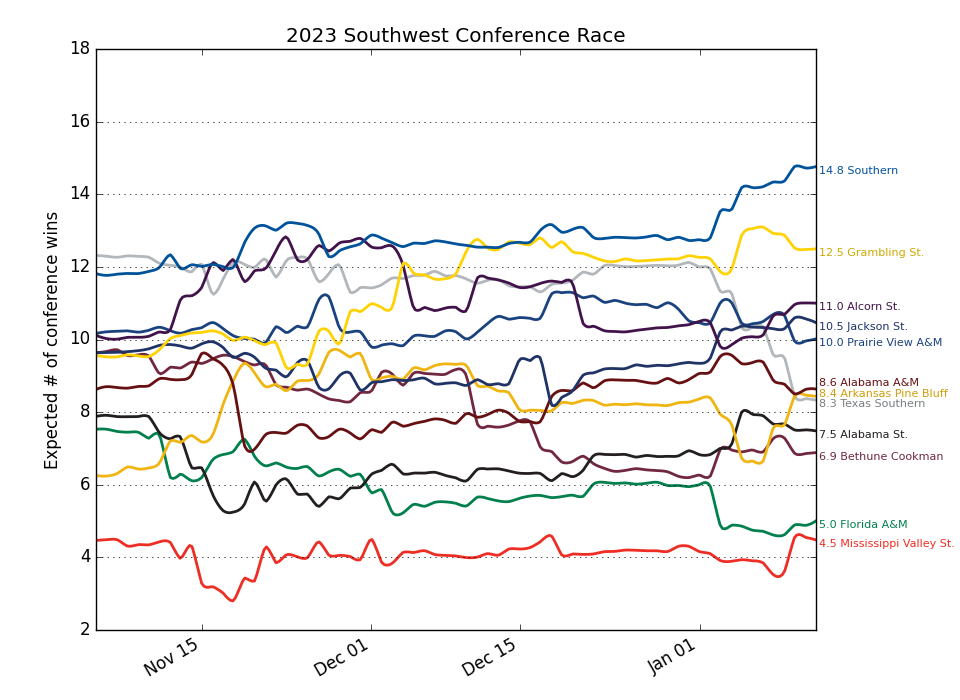 2023 Southwest Conference Race
Expected # of conference wins
18
16
14
12
10
8
6
4
2
Nov 15
Dec 01
Dec 15
Jan 01
14.8 Southern
12.5 Grambling St.
11.0 Alcorn St.
10.5 Jackson St.
10.0 Prairie View A&M
8.6 Alabama A&M
8.4 Arkansas Pine Bluff
8.3 Texas Southern
7.5 Alabama St.
6.9 Bethune Cookman
5.0 Florida A&M
4.5 Mississippi Valley St.